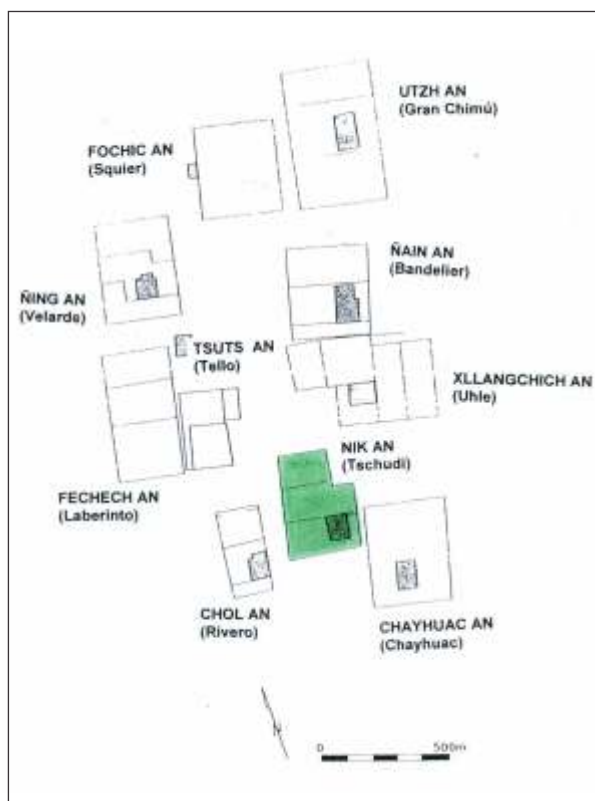 UTZH AN
(Gran Chimú)
FOCHIC AN
(Squier)
ÑAIN AN
(Bandelier)
ÑING AN
(Velarde)
TSUTS AN
(Tello)
XLLANGCHICH AN
(Uhle)
NIK AN
(Tschudi)
FECHECH AN
(Laberinto)
CHOL AN
(Rivero)
CHAYHUAC AN
(Chayhuac)
N
0 500m